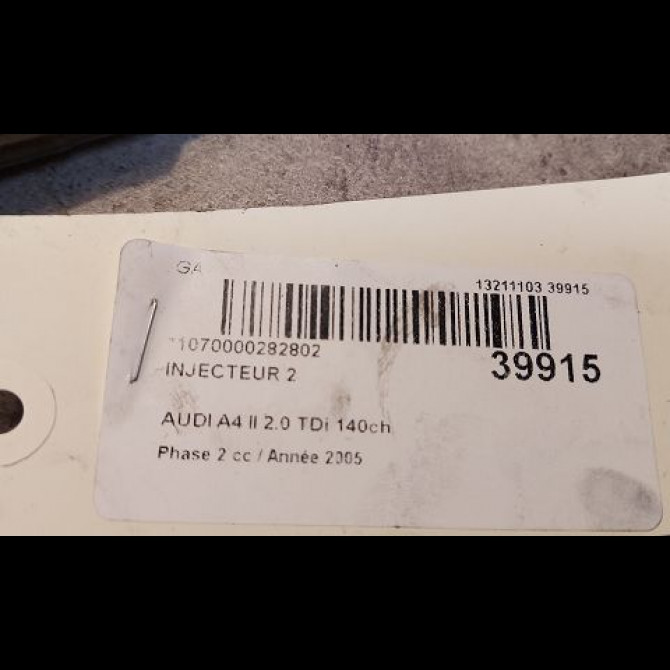 GA
13211103 39915
1070000282802
39915
INJECTEUR 2
AUDI A4 II 2.0 TDi 140ch
Phase 2 cc / Année 2005